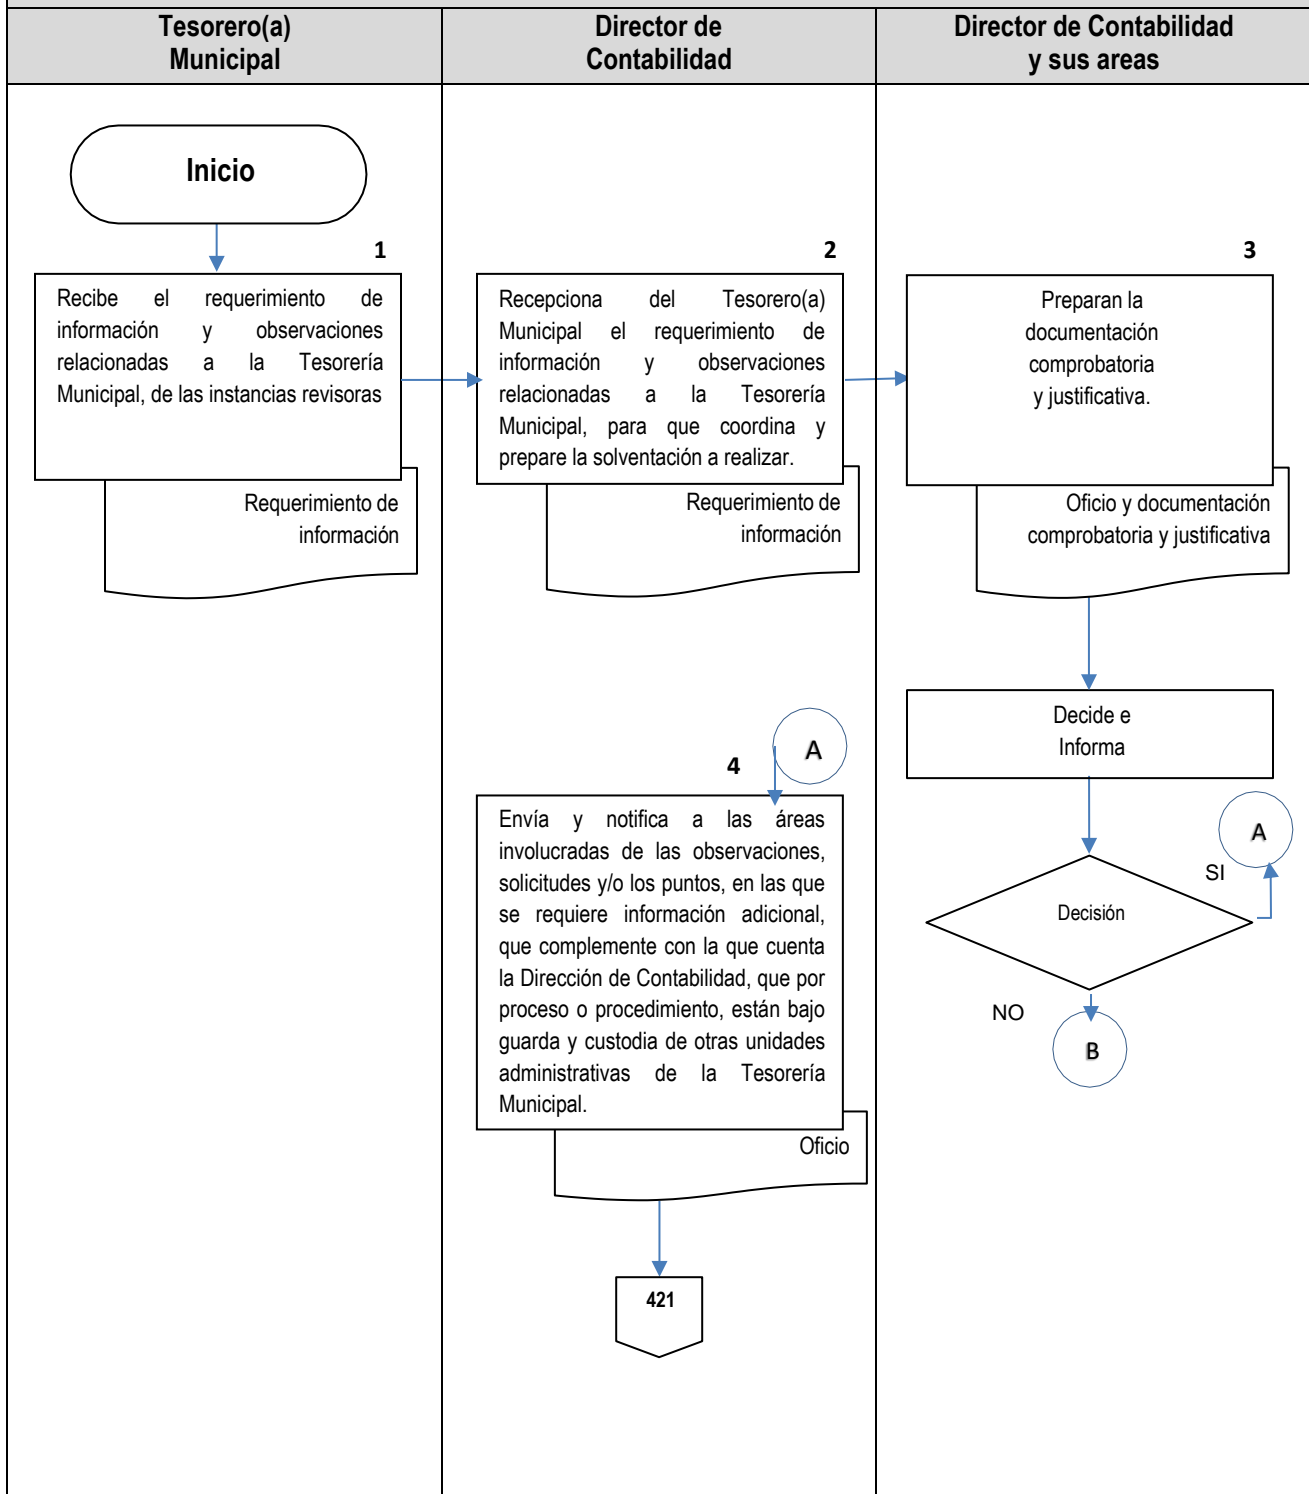 Tesorero(a)
Municipal
Director de
Contabilidad
Director de Contabilidad
y sus areas
Inicio
1
Recibe el requerimiento de
información y observaciones
relacionadas a la Tesorería
Municipal, de las instancias revisoras
Requerimiento de
información
2
Recepciona del Tesorero(a)
Municipal el requerimiento de
información y observaciones
relacionadas a la Tesorería
Municipal, para que coordina y
prepare la solventación a realizar.
Requerimiento de
información
3
Preparan la
documentación
comprobatoria
y justificativa.
Oficio y documentación
comprobatoria y justificativa
Decide e
Informa
Decisión
SI
A
NO
B
A
4
Envía y notifica a las áreas
involucradas de las observaciones,
solicitudes y/o los puntos, en las que
se requiere información adicional,
que complemente con la que cuenta
la Dirección de Contabilidad, que por
proceso o procedimiento, están bajo
guarda y custodia de otras unidades
administrativas de la Tesorería
Municipal.
Oficio
421